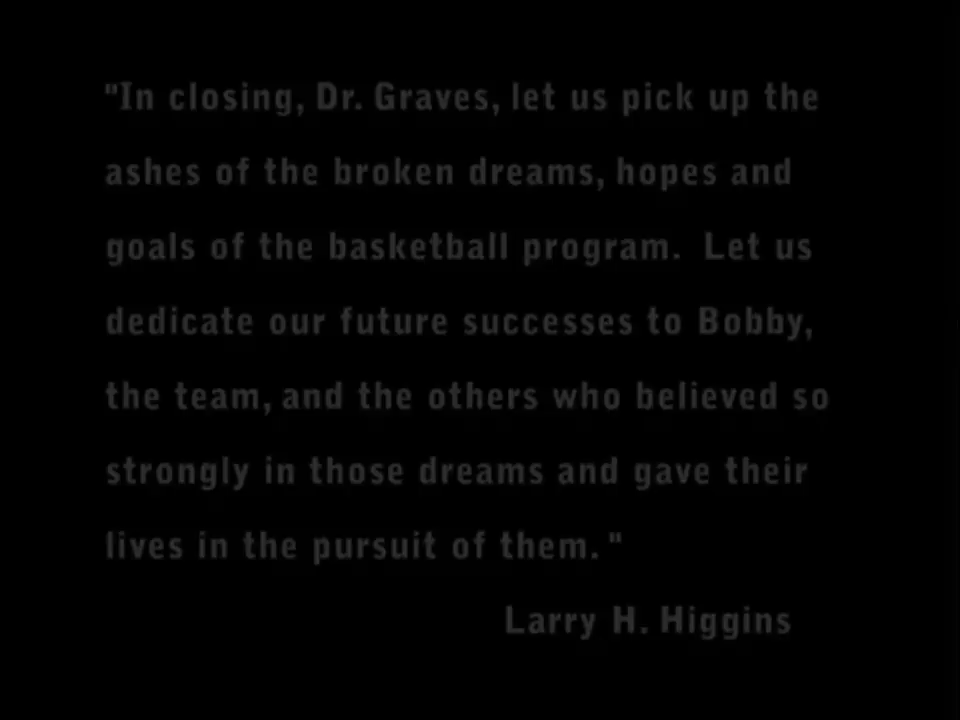 "In closing, Dr. Graves, let us pick up the
ashes of the broken dreams, hopes and
goals of the basketball program.  Let us
dedicate our future successes to Bobby,
the team, and the others who believed so
strongly in those dreams and gave their
lives in the pursuit of them. "
Larry H. Higgins